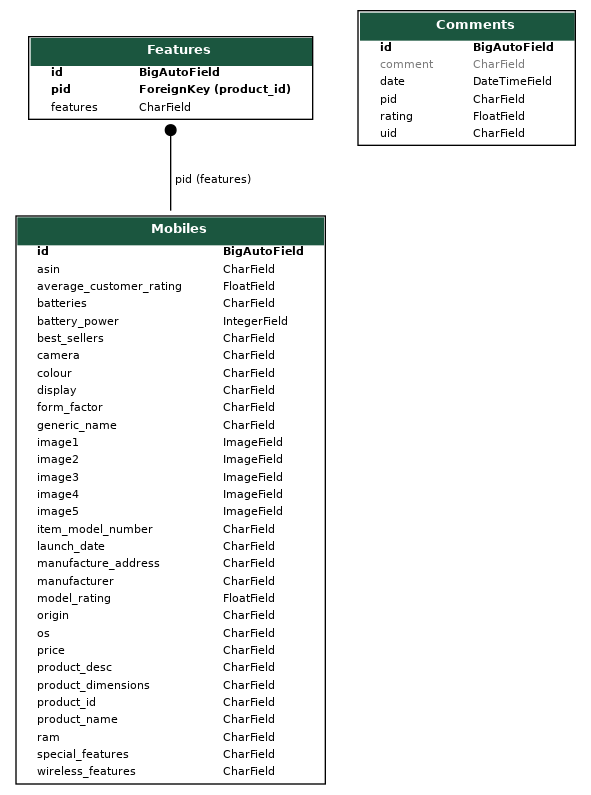 Features
id BigAutoField
pid ForeignKey (product_id)
features CharField
Comments
id BigAutoField
comment CharField
date DateTimeField
pid CharField
rating FloatField
uid CharField
pid (features)
Mobiles
id BigAutoField
asin CharField
average_customer_rating FloatField
batteries CharField
battery_power IntegerField
best_sellers CharField
camera CharField
colour CharField
display CharField
form_factor CharField
generic_name CharField
image1 ImageField
image2 ImageField
image3 ImageField
image4 ImageField
image5 ImageField
item_model_number CharField
launch_date CharField
manufacture_address CharField
manufacturer CharField
model_rating FloatField
origin CharField
os CharField
price CharField
product_desc CharField
product_dimensions CharField
product_id CharField
product_name CharField
ram CharField
special_features CharField
wireless_features CharField